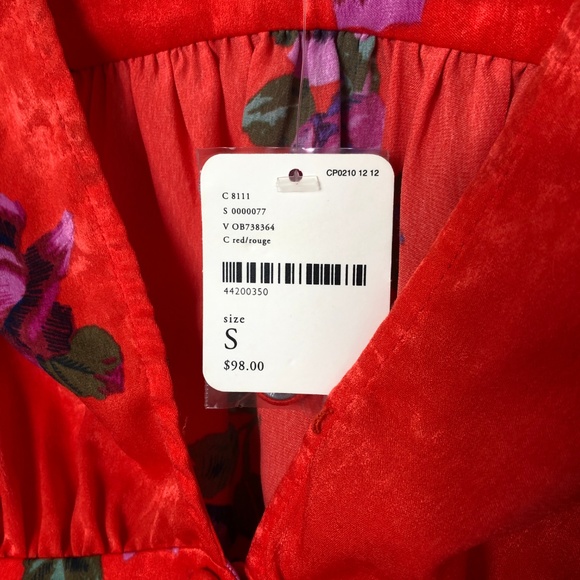 CP0210 12 12
C 8111
S 0000077
V OB738364
C red/rouge
44200350
size
S
$98.00